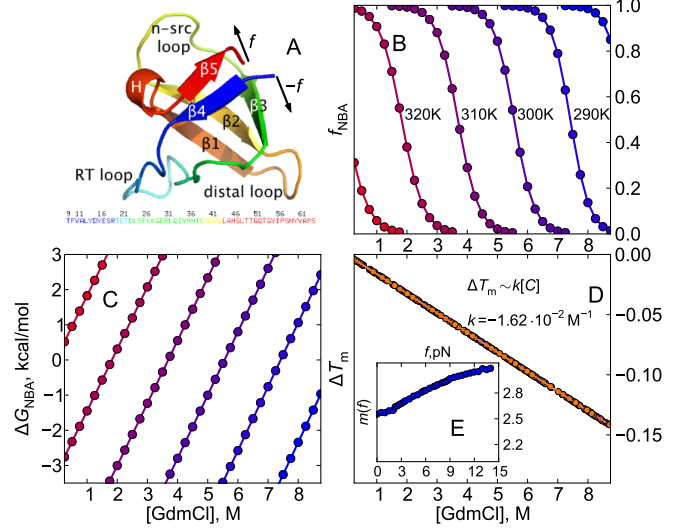 A
n-src
loop
f
−f
H
β5
β4
β3
β2
β1
RT loop
distal loop
9 11 16 21 26 31 36 41 46 51 56 61
B
320K
310K
300K
290K
f_NBA
1.0
0.8
0.6
0.4
0.2
0.0
1 2 3 4 5 6 7 8
C
ΔG_NBA, kcal/mol
3
2
1
0
−1
−2
−3
1 2 3 4 5 6 7 8
[GdmCl], M
D
ΔT_m ~ k[C]
k = −1.62 · 10⁻² M⁻¹
ΔT_m
0.00
−0.05
−0.10
−0.15
f,pN
E
m(f)
2.8
2.5
2.2
0 3 6 9 12 15
1 2 3 4 5 6 7 8
[GdmCl], M